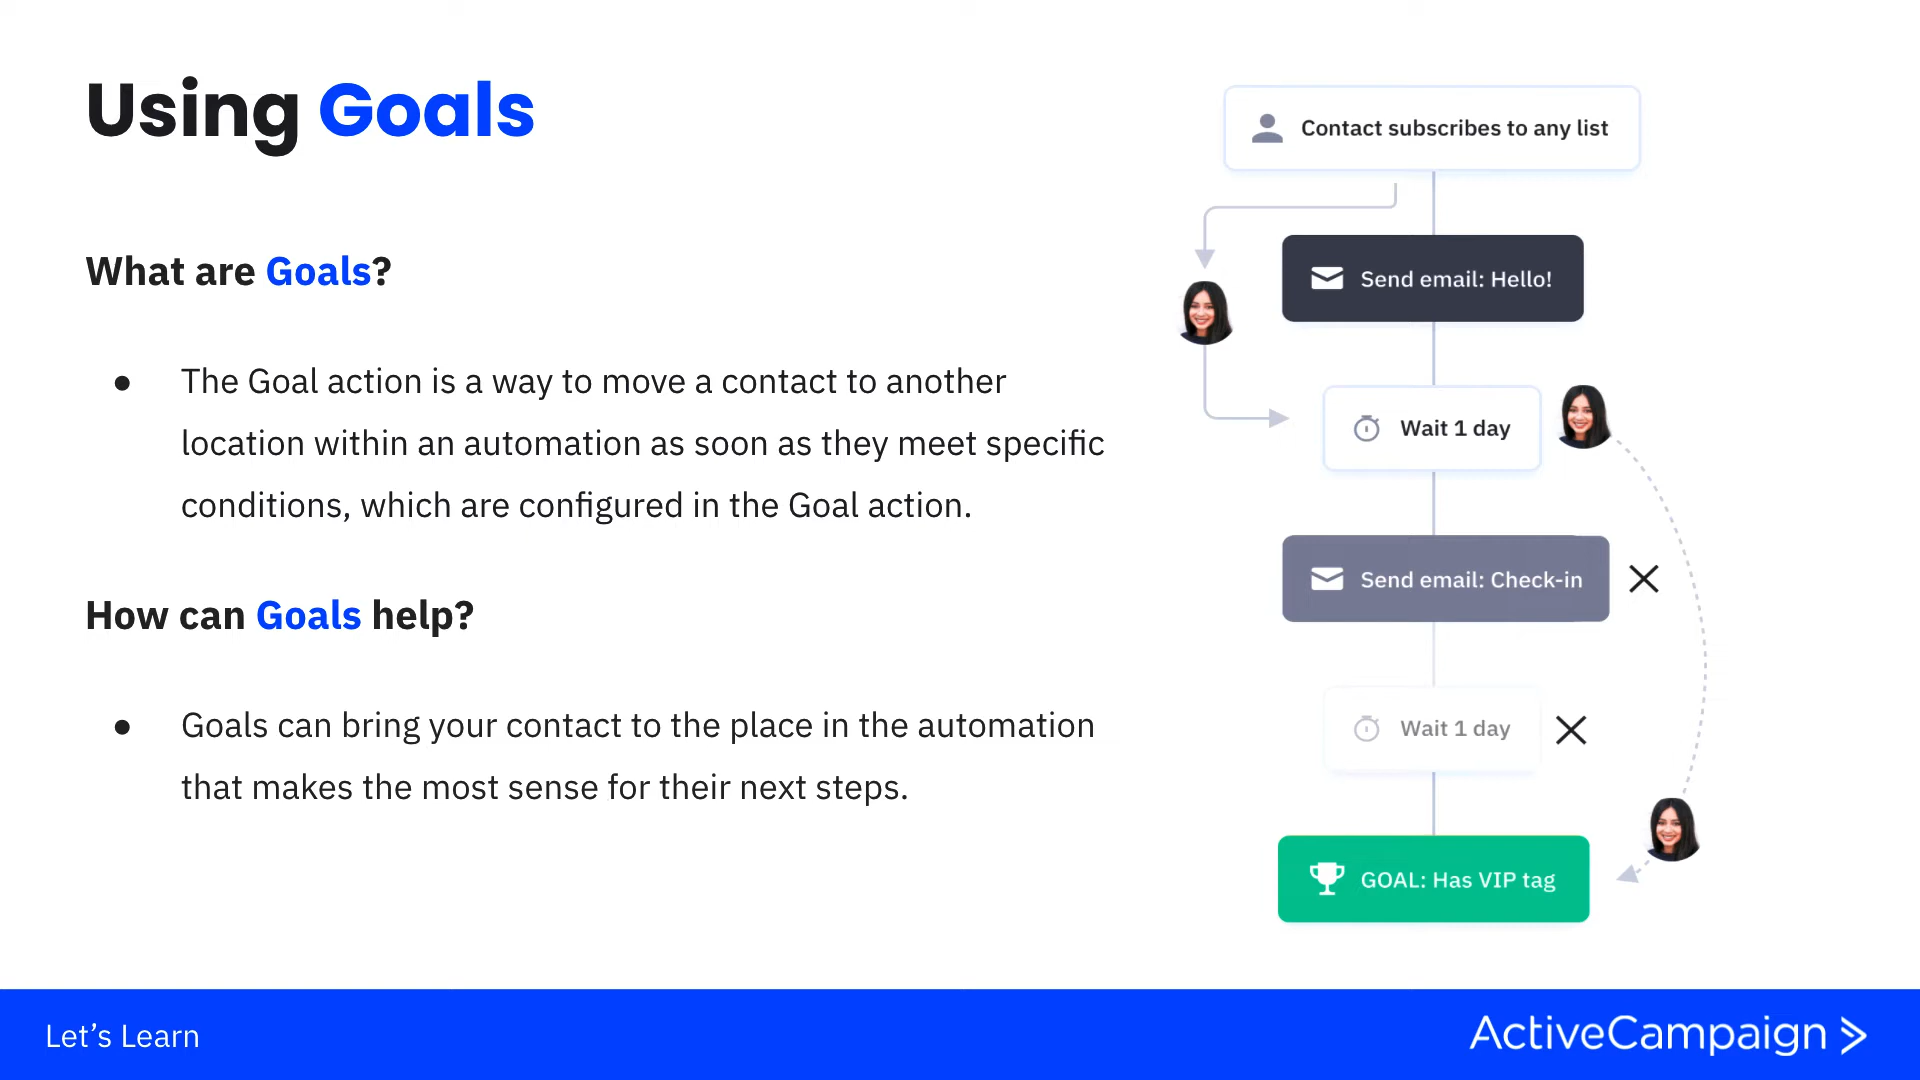 Using Goals
What are Goals?
● The Goal action is a way to move a contact to another
location within an automation as soon as they meet specific
conditions, which are configured in the Goal action.
How can Goals help?
● Goals can bring your contact to the place in the automation
that makes the most sense for their next steps.
Contact subscribes to any list
Send email: Hello!
Wait 1 day
Send email: Check-in
Wait 1 day
GOAL: Has VIP tag
Let’s Learn
ActiveCampaign